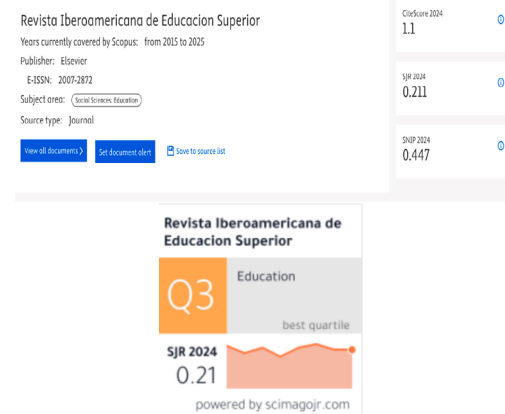 Revista Iberoamericana de Educacion Superior
Years currently covered by Scopus: from 2015 to 2025
Publisher: Elsevier
E-ISSN: 2007-2872
Subject area: Social Sciences: Education
Source type: Journal
View all documents >
Set document alert
Save to source list
CiteScore 2024
1.1
SJR 2024
0.211
SNIP 2024
0.447
Revista Iberoamericana de
Educacion Superior
Q3
Education
best quartile
SJR 2024
0.21
powered by scimagojr.com